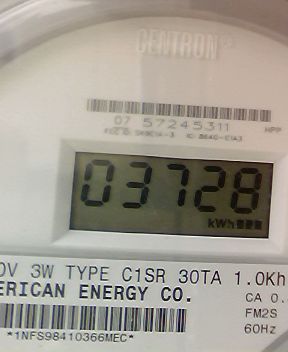 CENTRON
07 57245311 HPP
03728
kWh
0V 3W TYPE C1SR 30TA 1.0Kh
ERICAN ENERGY CO. CA 0.
FM2S
*1NFS98410366MEC* 60Hz